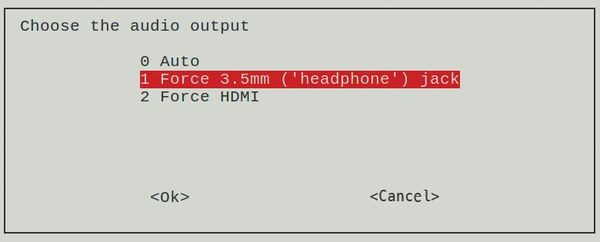 Choose the audio output
0 Auto
1 Force 3.5mm ('headphone') jack
2 Force HDMI
<Ok> <Cancel>